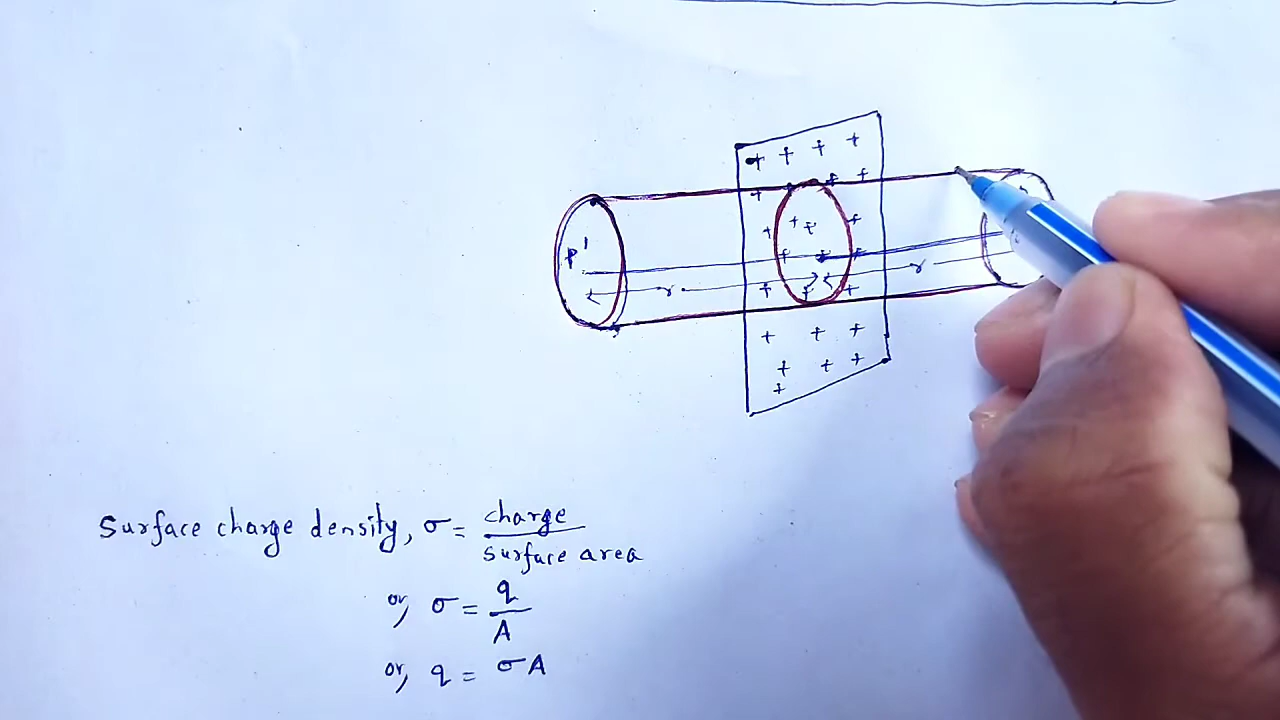 P'
r
r
Surface charge density, σ = charge / surface area
or, σ = q / A
or, q = σA